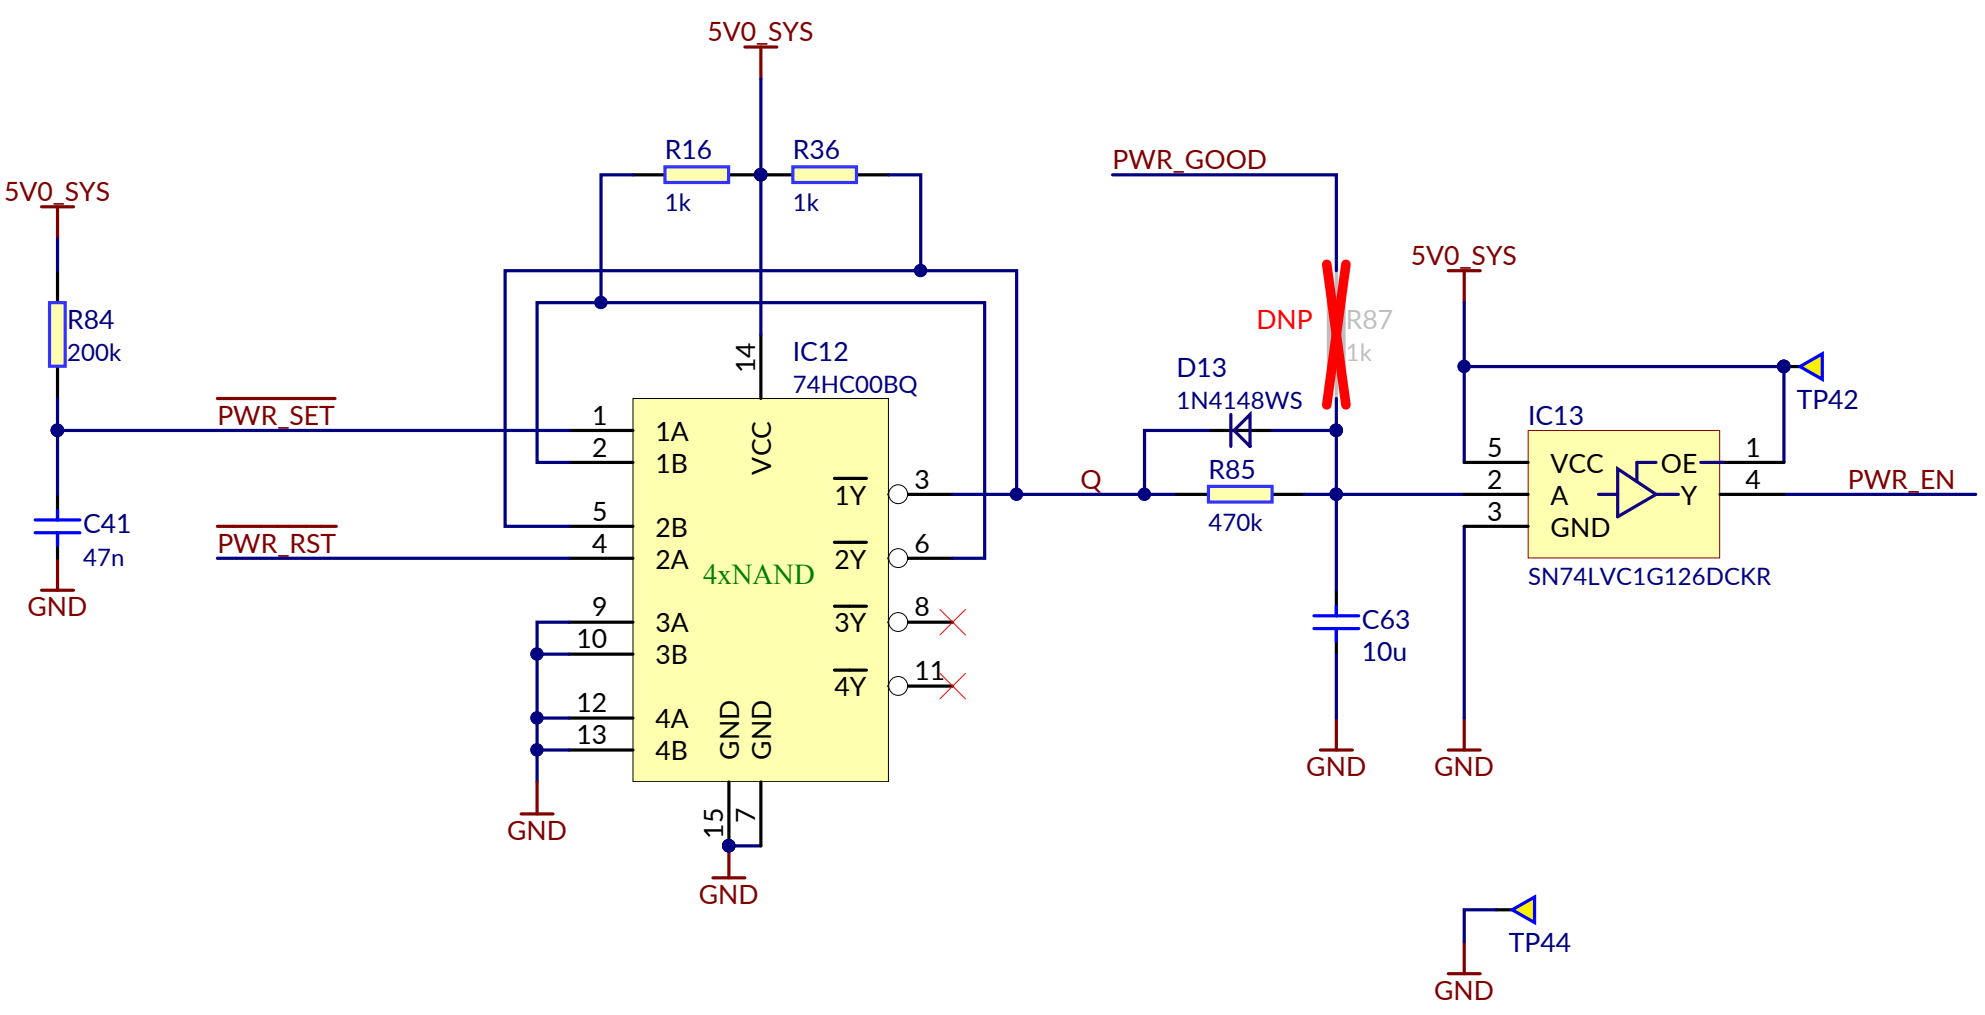 5V0_SYS
R16
R36
1k
1k
PWR_GOOD
5V0_SYS
5V0_SYS
R84
200k
DNP
R87
1k
14
IC12
74HC00BQ
D13
1N4148WS
TP42
PWR_SET
1
1A
2
1B
VCC
IC13
5
VCC
OE
1
1Y
3
Q
R85
470k
2
A
Y
4
PWR_EN
3
GND
SN74LVC1G126DCKR
C41
47n
GND
5
2B
PWR_RST
4
2A
2Y
6
4xNAND
9
3A
10
3B
3Y
8
12
4A
13
4B
4Y
11
GND
GND
C63
10u
GND
GND
15
7
GND
GND
TP44
GND